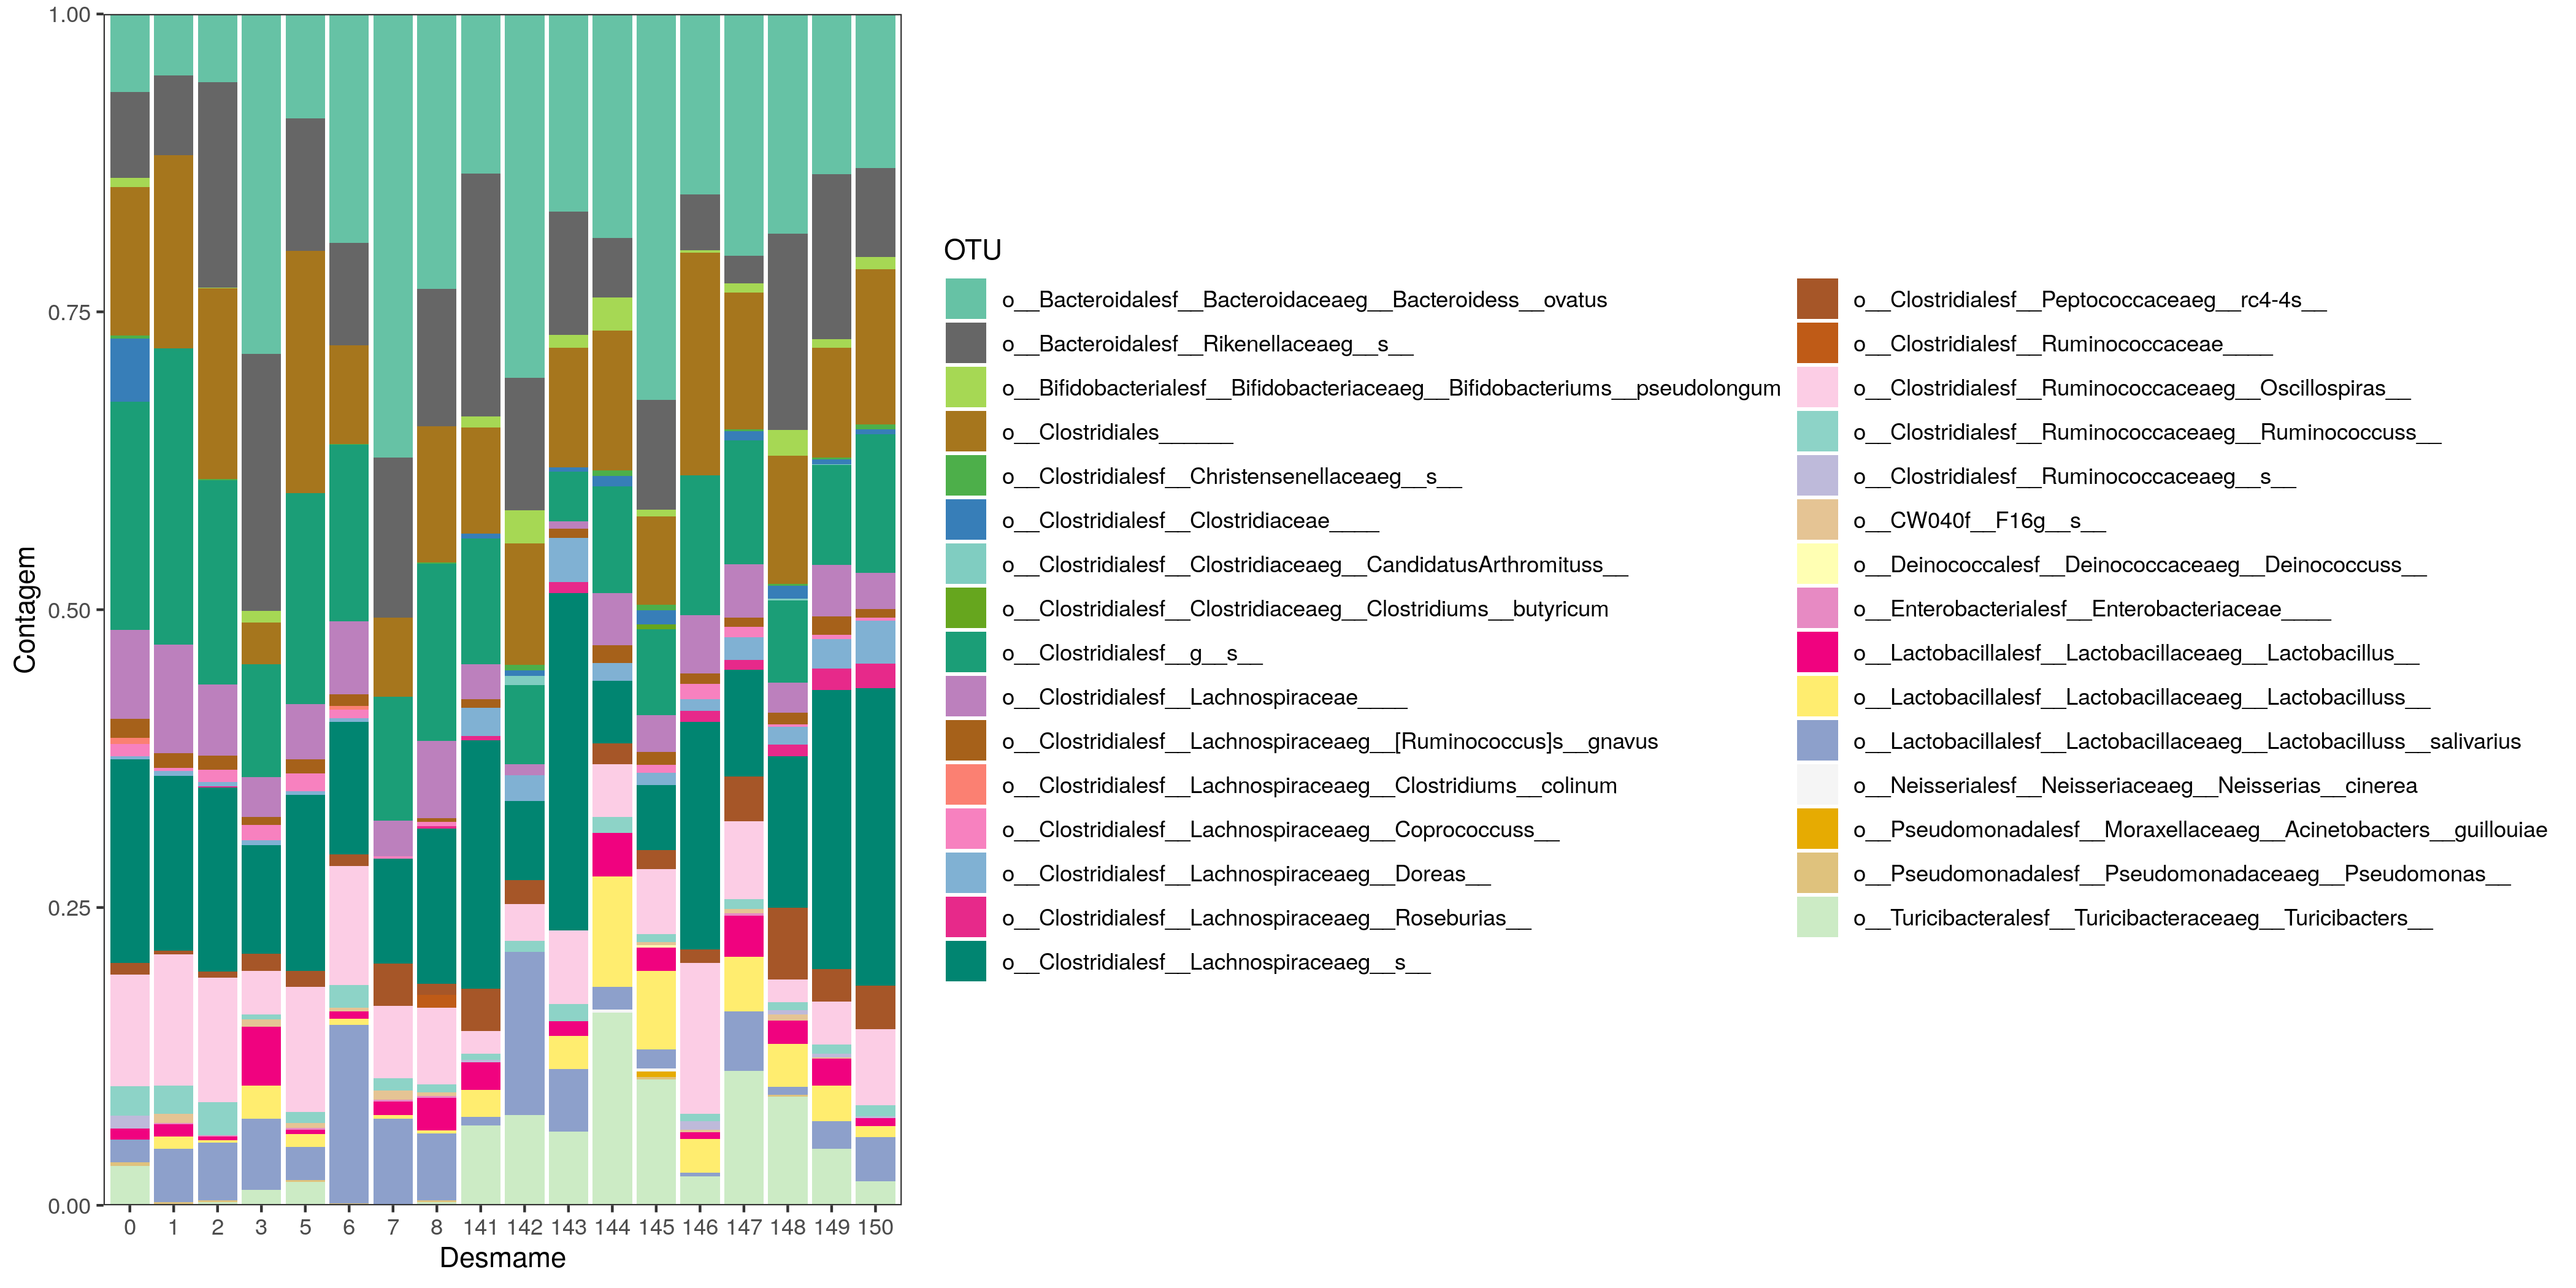 1.00
0.75
0.50
0.25
0.00
Contagem
0 1 2 3 5 6 7 8 141 142 143 144 145 146 147 148 149 150
Desmame
OTU
o__Bacteroidalesf__Bacteroidaceaeg__Bacteroidess__ovatus
o__Bacteroidalesf__Rikenellaceaeg__s__
o__Bifidobacterialesf__Bifidobacteriaceaeg__Bifidobacteriums__pseudolongum
o__Clostridiales______
o__Clostridialesf__Christensenellaceaeg__s__
o__Clostridialesf__Clostridiaceae____
o__Clostridialesf__Clostridiaceaeg__CandidatusArthromituss__
o__Clostridialesf__Clostridiaceaeg__Clostridiums__butyricum
o__Clostridialesf__g__s__
o__Clostridialesf__Lachnospiraceae____
o__Clostridialesf__Lachnospiraceaeg__[Ruminococcus]s__gnavus
o__Clostridialesf__Lachnospiraceaeg__Clostridiums__colinum
o__Clostridialesf__Lachnospiraceaeg__Coprococcuss__
o__Clostridialesf__Lachnospiraceaeg__Doreas__
o__Clostridialesf__Lachnospiraceaeg__Roseburias__
o__Clostridialesf__Lachnospiraceaeg__s__
o__Clostridialesf__Peptococcaceaeg__rc4-4s__
o__Clostridialesf__Ruminococcaceae____
o__Clostridialesf__Ruminococcaceaeg__Oscillospiras__
o__Clostridialesf__Ruminococcaceaeg__Ruminococcuss__
o__Clostridialesf__Ruminococcaceaeg__s__
o__CW040f__F16g__s__
o__Deinococcalesf__Deinococcaceaeg__Deinococcuss__
o__Enterobacterialesf__Enterobacteriaceae____
o__Lactobacillalesf__Lactobacillaceaeg__Lactobacillus__
o__Lactobacillalesf__Lactobacillaceaeg__Lactobacilluss__
o__Lactobacillalesf__Lactobacillaceaeg__Lactobacilluss__salivarius
o__Neisserialesf__Neisseriaceaeg__Neisserias__cinerea
o__Pseudomonadalesf__Moraxellaceaeg__Acinetobacters__guillouiae
o__Pseudomonadalesf__Pseudomonadaceaeg__Pseudomonas__
o__Turicibacteralesf__Turicibacteraceaeg__Turicibacters__